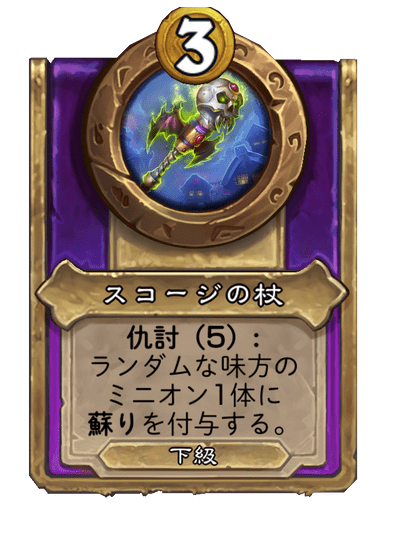 3
スコージの杖
仇討（5）：
ランダムな味方の
ミニオン1体に
蘇りを付与する。
下級